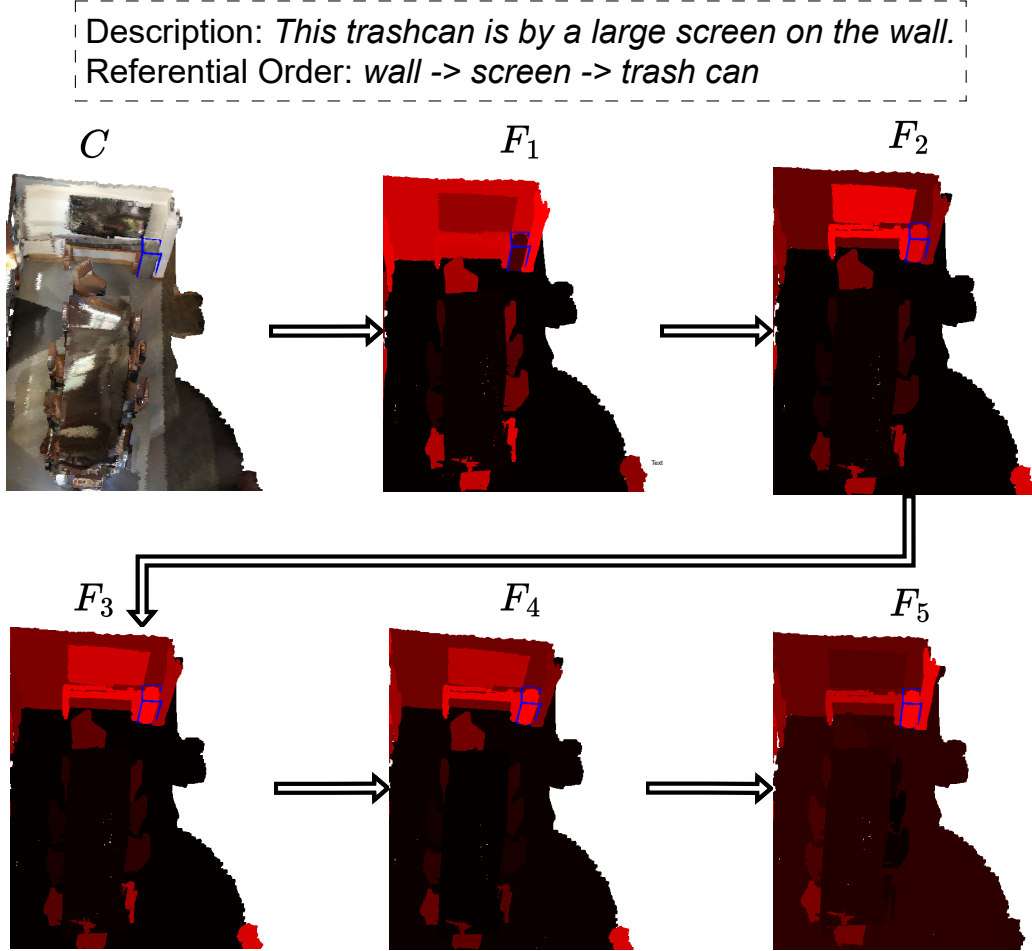 Description: This trashcan is by a large screen on the wall.
Referential Order: wall -> screen -> trash can
C
F₁
F₂
Text
F₃
F₄
F₅